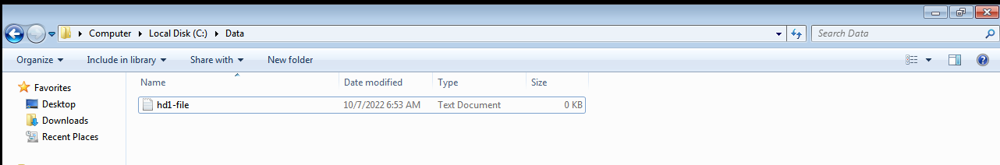 Computer Local Disk (C:) Data
Search Data
Organize Include in library Share with New folder
Name Date modified Type Size
Favorites
Desktop
Downloads
Recent Places
hd1-file 10/7/2022 6:53 AM Text Document 0 KB